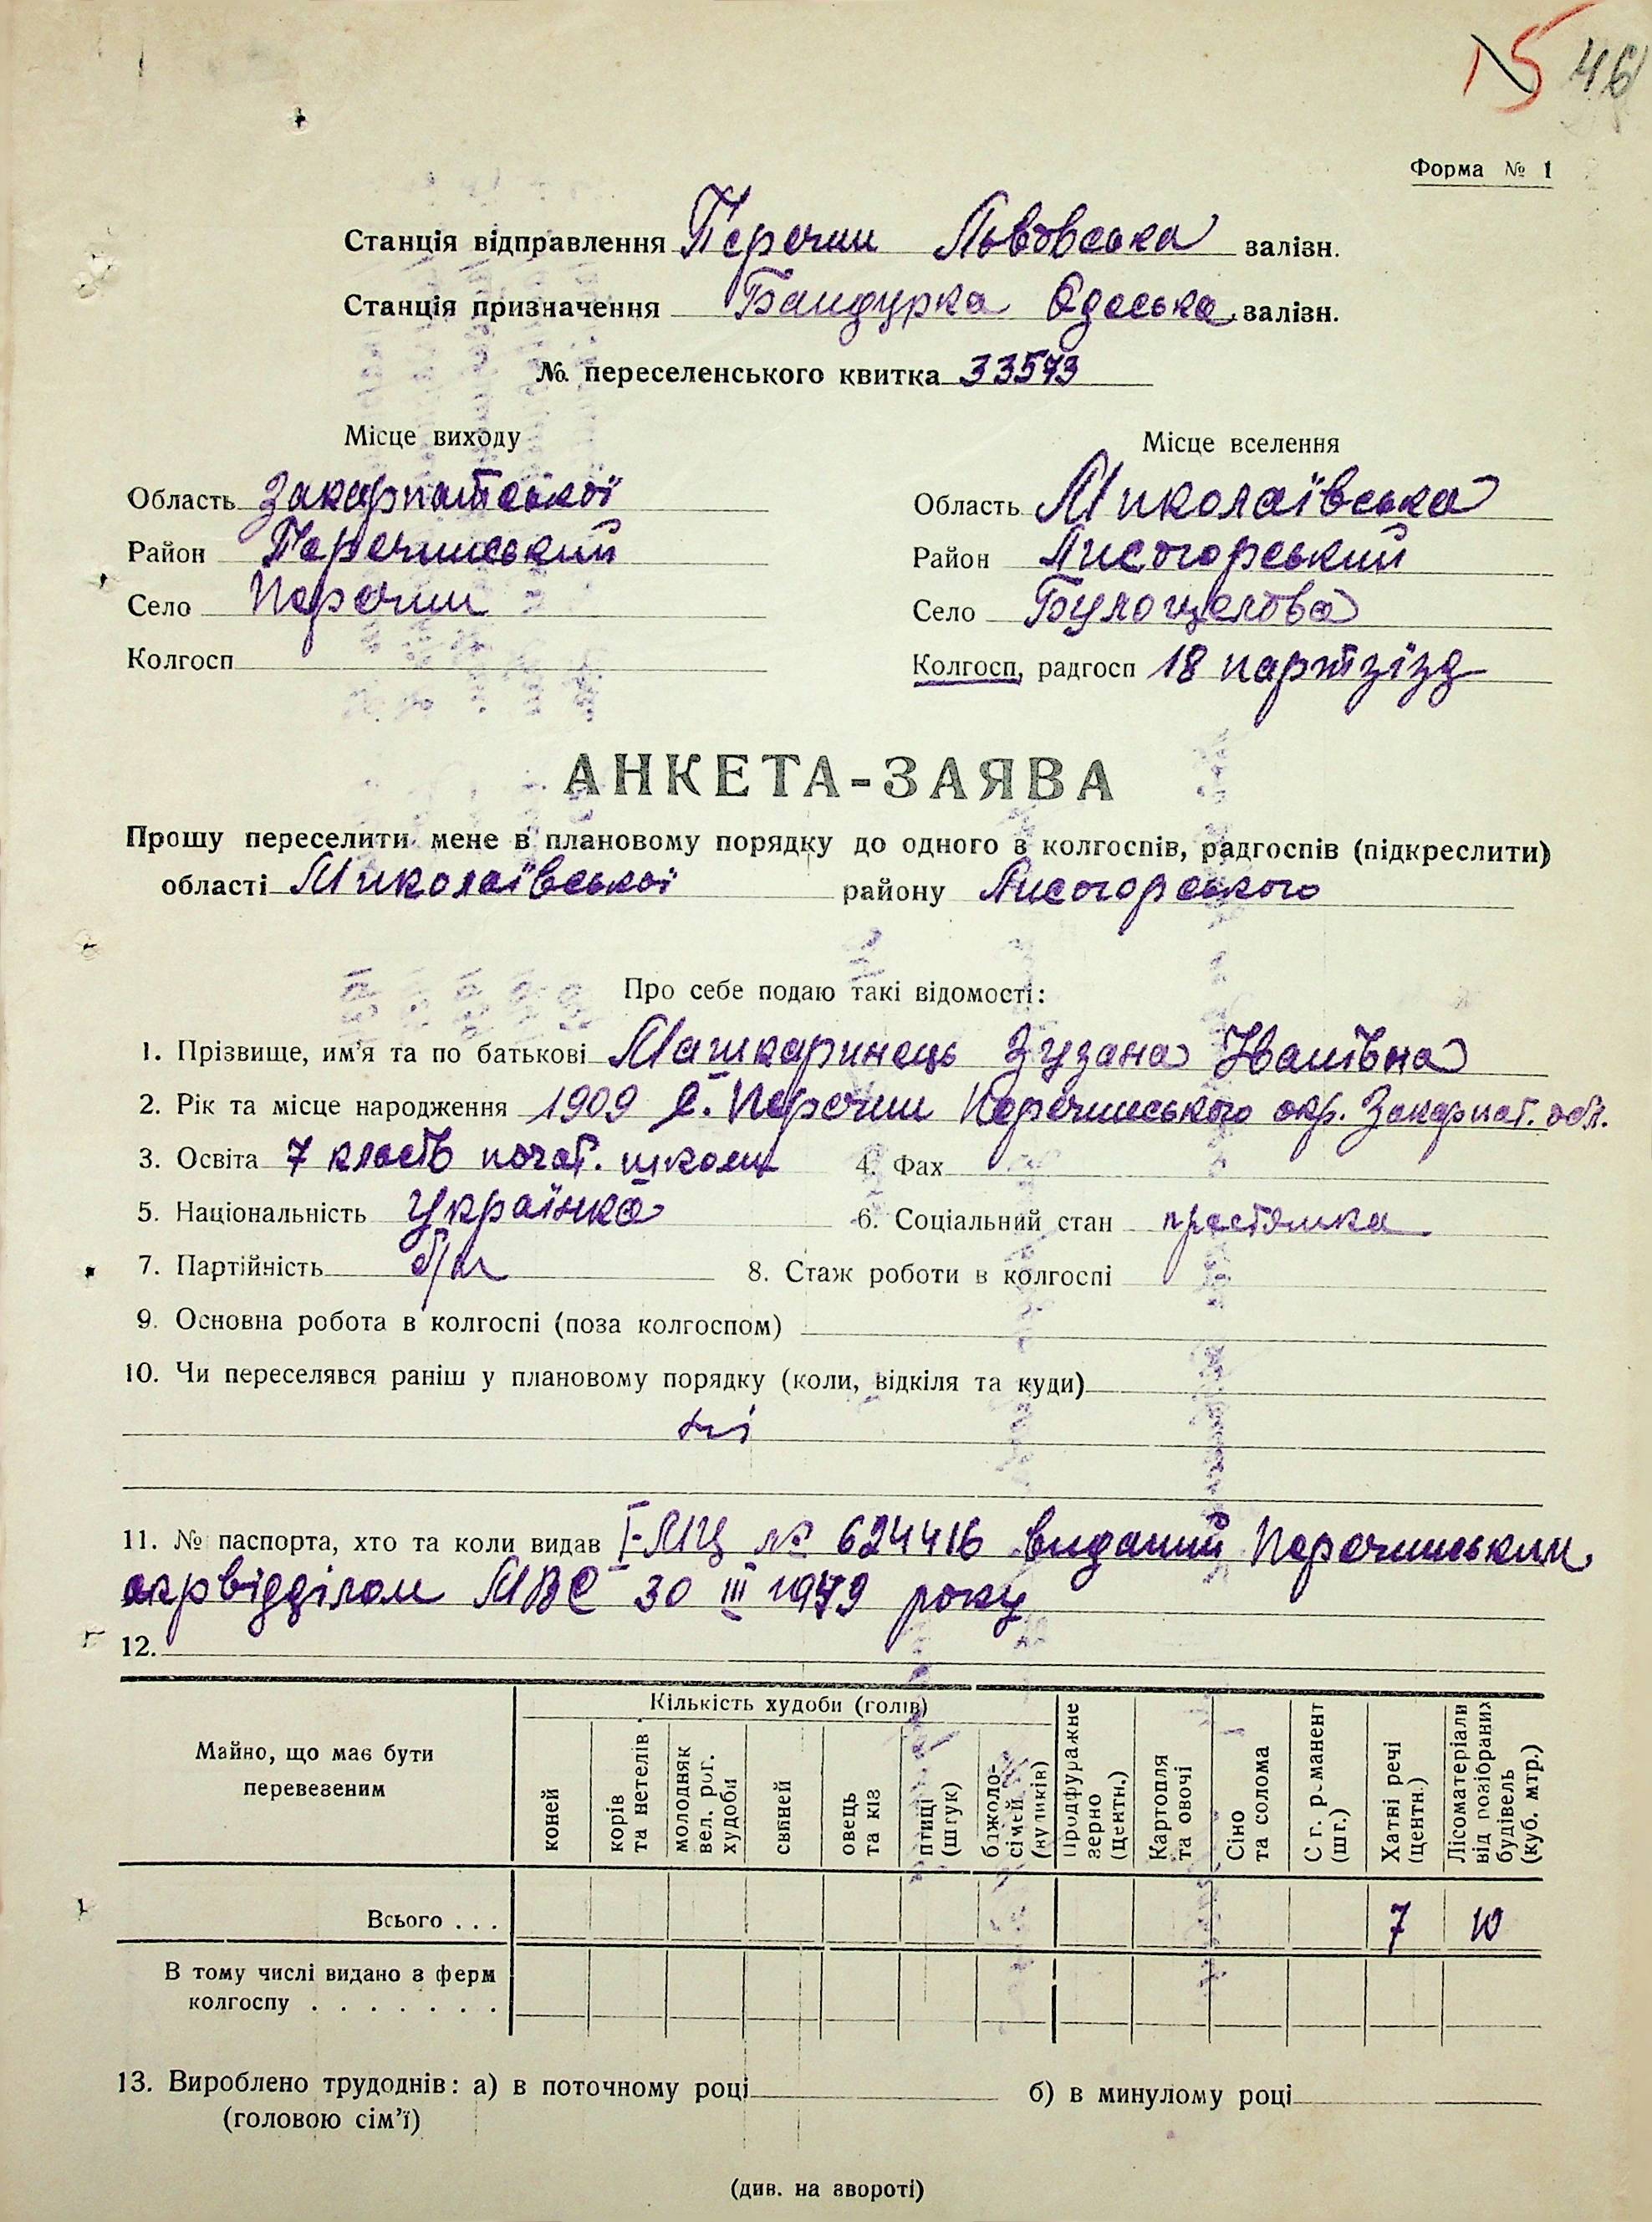 15 46
Форма № 1
Станція відправлення Перечин Львовська залізн.
Станція призначення Бандурка Одеська залізн.
№ переселенського квитка 33573
Місце виходу
Місце вселення
Область Закарпатської
Область Миколаївська
Район Перечинський
Район Лисогорський
Село Перечин
Село Булоцелова
Колгосп
Колгосп, радгосп 18 партзізд
АНКЕТА-ЗАЯВА
Прошу переселити мене в плановому порядку до одного з колгоспів, радгоспів (підкреслити)
області Миколаївської району Лисогорського
Про себе подаю такі відомості:
1. Прізвище, им'я та по батькові Машкаринець Зузана Іванівна
2. Рік та місце народження 1909 с. Перечин Перечинського окр. Закарпат. обл.
3. Освіта 7 класів почат. школи 4. Фах
5. Національність Українка 6. Соціальний стан
7. Партійність б/п 8. Стаж роботи в колгоспі
9. Основна робота в колгоспі (поза колгоспом)
10. Чи переселявся раніш у плановому порядку (коли, відкіля та куди)
ні
11. № паспорта, хто та коли видав І-МЦ № 624416 виданий Перечинським
окрвідділом МВС 30 III 1949 року
12.
Майно, що має бути перевезеним
Кількість худоби (голів)
коней
корів та нетелів
молодняк вел. рог. худоби
свиней
овець та кіз
птиці (штук)
бжоло-сімей (вуликів)
Продфуражне зерно (центн.)
Картопля та овочі
Сіно та солома
С г. реманент (шт.)
Хатні речі (центн.)
Лісоматеріали від розібраних будівель (куб. мтр.)
Всього . . . 7 10
В тому числі видано з ферм
колгоспу . . . . . . .
13. Вироблено трудоднів: а) в поточному році б) в минулому році
(головою сім'ї)
(див. на звороті)